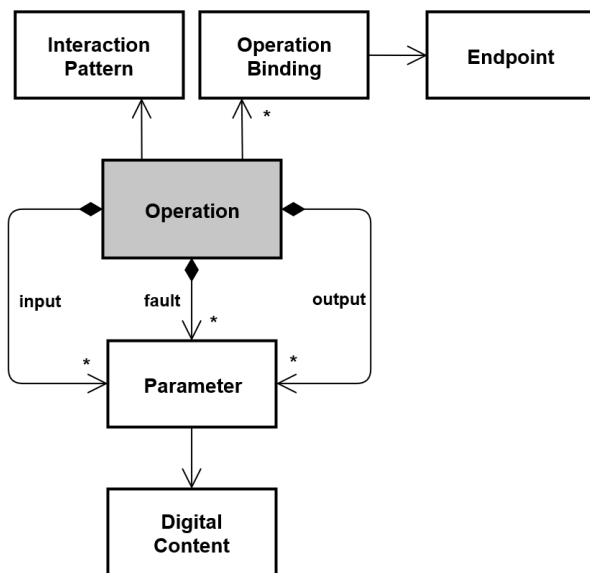 Interaction
Pattern
Operation
Binding
Endpoint
*
Operation
input
fault
output
*
*
*
Parameter
Digital
Content